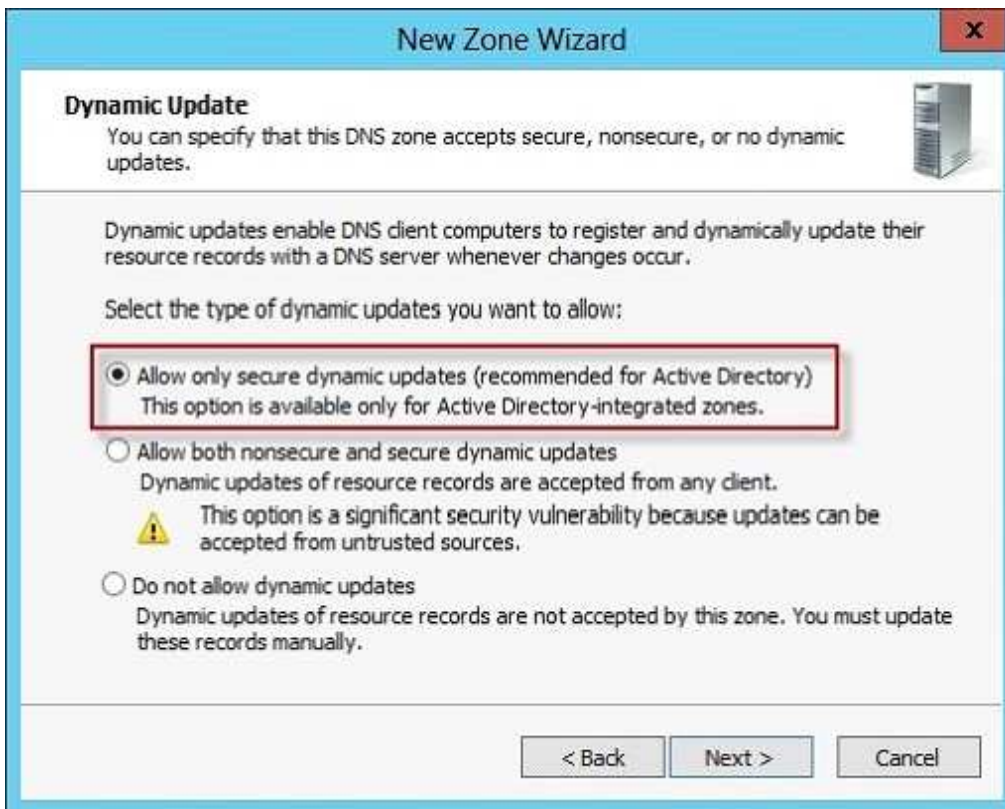 New Zone Wizard
x
Dynamic Update
You can specify that this DNS zone accepts secure, nonsecure, or no dynamic
updates.
Dynamic updates enable DNS client computers to register and dynamically update their
resource records with a DNS server whenever changes occur.
Select the type of dynamic updates you want to allow:
Allow only secure dynamic updates (recommended for Active Directory)
This option is available only for Active Directory-integrated zones.
Allow both nonsecure and secure dynamic updates
Dynamic updates of resource records are accepted from any client.
This option is a significant security vulnerability because updates can be
accepted from untrusted sources.
Do not allow dynamic updates
Dynamic updates of resource records are not accepted by this zone. You must update
these records manually.
< Back Next > Cancel